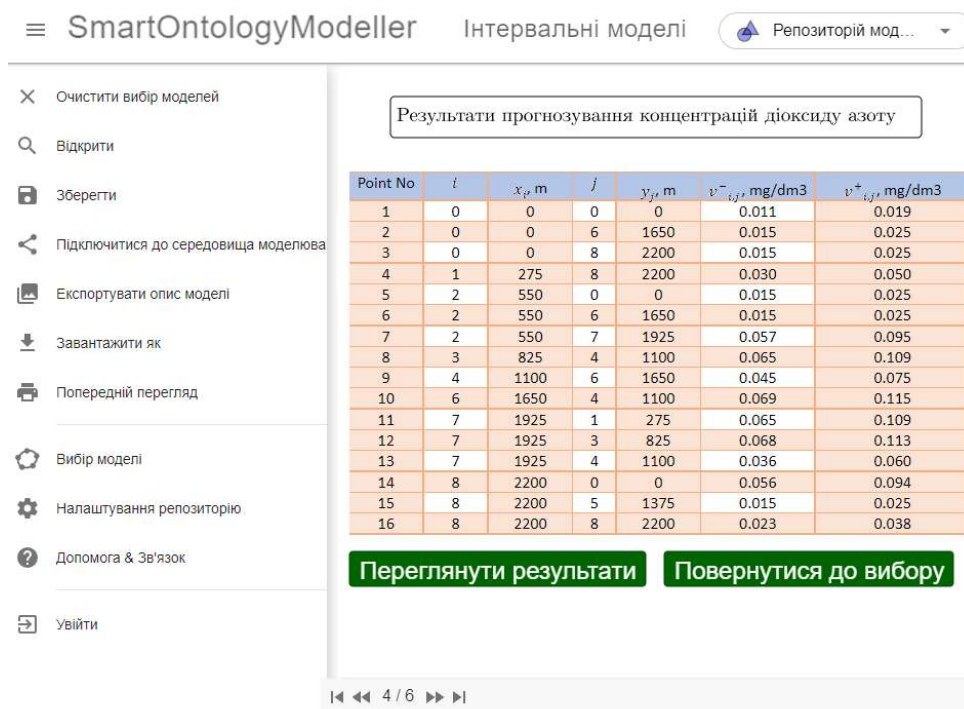 SmartOntologyModeller Інтервальні моделі Репозиторій мод...
Очистити вибір моделей
Відкрити
Зберегти
Підключитися до середовища моделюва
Експортувати опис моделі
Завантажити як
Попередній перегляд
Вибір моделі
Налаштування репозиторію
Допомога & Зв'язок
Увійти
Результати прогнозування концентрацій діоксиду азоту
Point No i x_i, m j y_j, m v^-_{i,j}, mg/dm3 v^+_{i,j}, mg/dm3
1 0 0 0 0 0.011 0.019
2 0 0 6 1650 0.015 0.025
3 0 0 8 2200 0.015 0.025
4 1 275 8 2200 0.030 0.050
5 2 550 0 0 0.015 0.025
6 2 550 6 1650 0.015 0.025
7 2 550 7 1925 0.057 0.095
8 3 825 4 1100 0.065 0.109
9 4 1100 6 1650 0.045 0.075
10 6 1650 4 1100 0.069 0.115
11 7 1925 1 275 0.065 0.109
12 7 1925 3 825 0.068 0.113
13 7 1925 4 1100 0.036 0.060
14 8 2200 0 0 0.056 0.094
15 8 2200 5 1375 0.015 0.025
16 8 2200 8 2200 0.023 0.038
Переглянути результати Повернутися до вибору
4 / 6